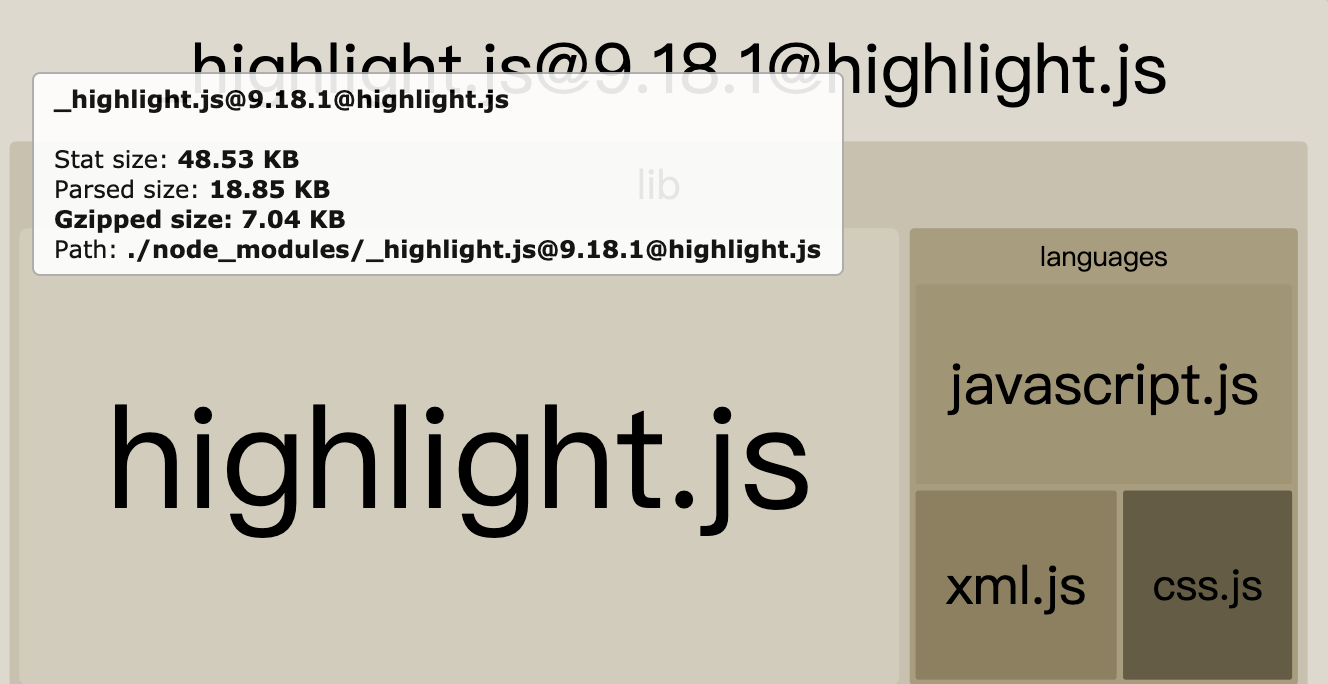 highlight.js@9.18.1@highlight.js
_highlight.js@9.18.1@highlight.js
Stat size: 48.53 KB
Parsed size: 18.85 KB
Gzipped size: 7.04 KB
Path: ./node_modules/_highlight.js@9.18.1@highlight.js
lib
languages
javascript.js
highlight.js
xml.js
css.js